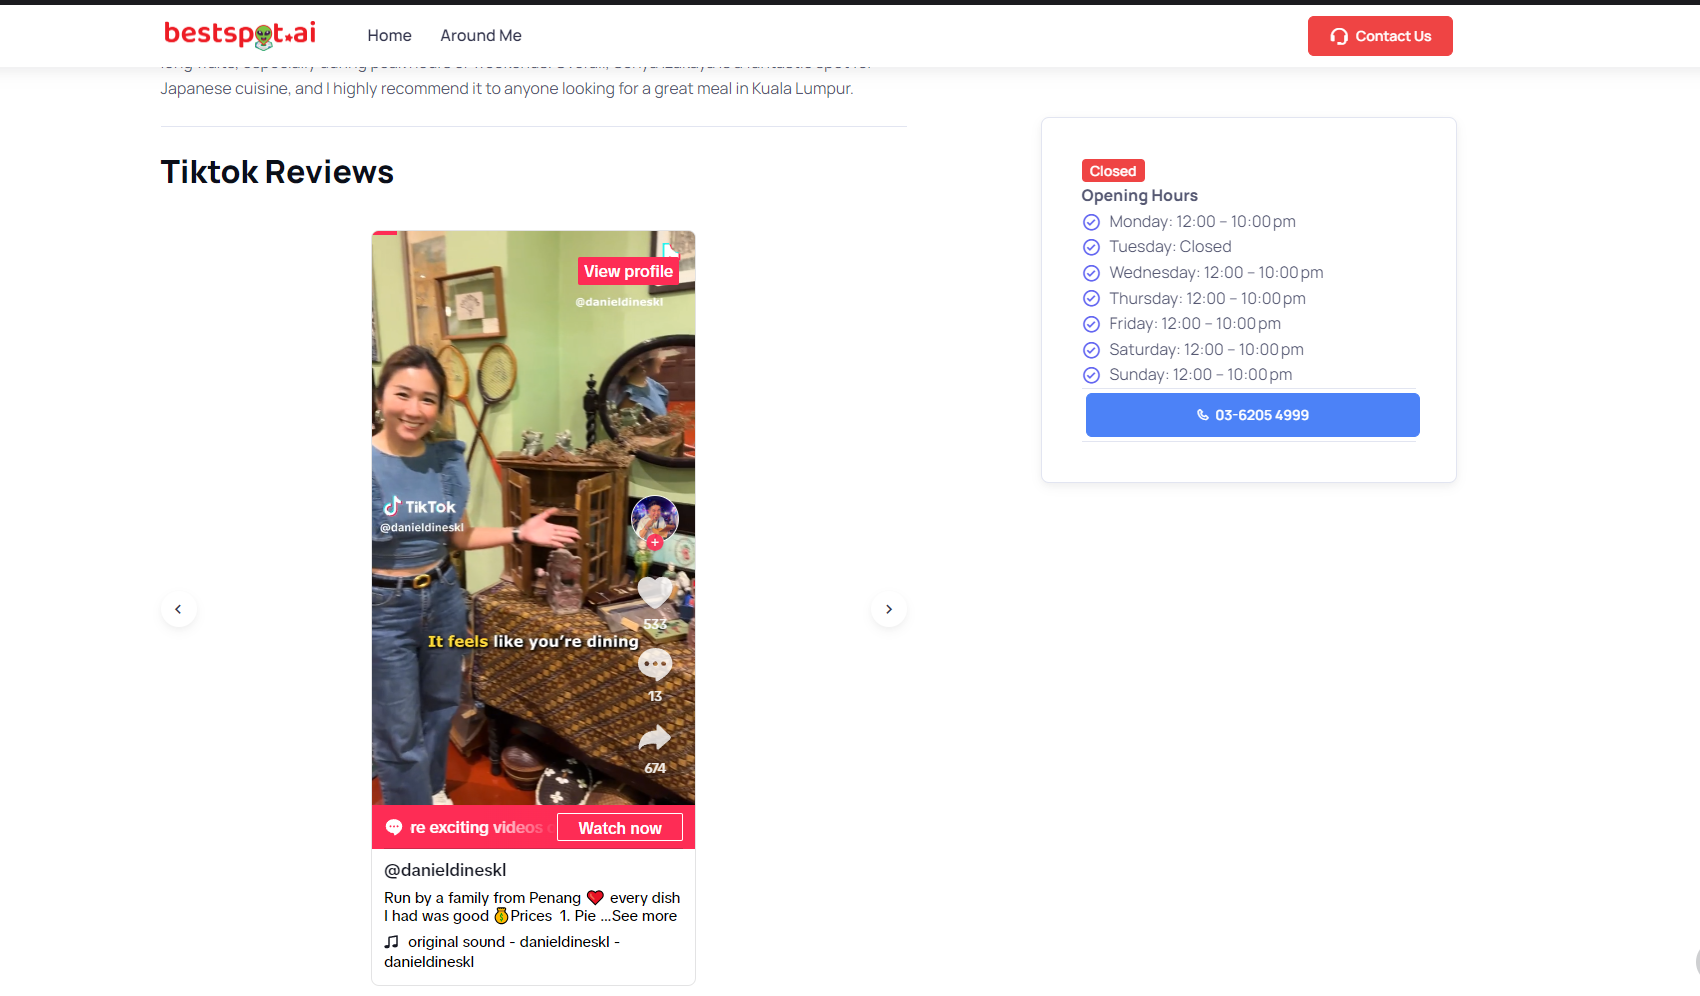 bestspot.ai
Home
Around Me
Contact Us
Japanese cuisine, and I highly recommend it to anyone looking for a great meal in Kuala Lumpur.
Tiktok Reviews
View profile
@danieldineskl
TikTok
@danieldineskl
533
It feels like you're dining
13
674
re exciting videos
Watch now
@danieldineskl
Run by a family from Penang ❤️ every dish
I had was good 💰Prices 1. Pie ...See more
original sound - danieldineskl -
danieldineskl
Closed
Opening Hours
Monday: 12:00 – 10:00 pm
Tuesday: Closed
Wednesday: 12:00 – 10:00 pm
Thursday: 12:00 – 10:00 pm
Friday: 12:00 – 10:00 pm
Saturday: 12:00 – 10:00 pm
Sunday: 12:00 – 10:00 pm
03-6205 4999